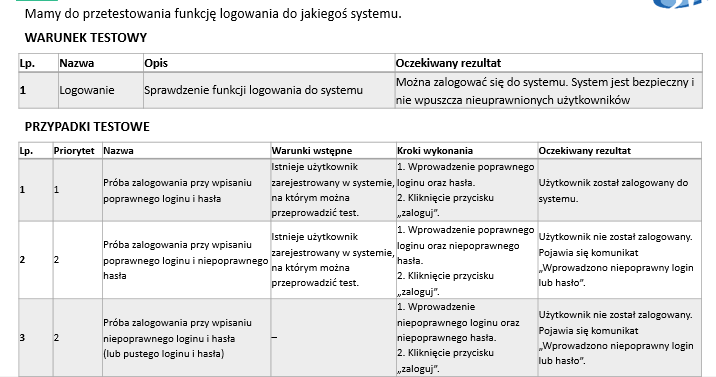 Mamy do przetestowania funkcję logowania do jakiegoś systemu.
WARUNEK TESTOWY
Lp. Nazwa Opis Oczekiwany rezultat
1 Logowanie Sprawdzenie funkcji logowania do systemu Można zalogować się do systemu. System jest bezpieczny i
nie wpuszcza nieuprawnionych użytkowników
PRZYPADKI TESTOWE
Lp. Priorytet Nazwa Warunki wstępne Kroki wykonania Oczekiwany rezultat
1
1
Próba zalogowania przy wpisaniu
poprawnego loginu i hasła
Istnieje użytkownik
zarejestrowany w systemie,
na którym można
przeprowadzić test.
1. Wprowadzenie poprawnego
loginu oraz hasła.
2. Kliknięcie przycisku
„zaloguj”.
Użytkownik został zalogowany do
systemu.
2
2
Próba zalogowania przy wpisaniu
poprawnego loginu i niepoprawnego
hasła
Istnieje użytkownik
zarejestrowany w systemie,
na którym można
przeprowadzić test.
1. Wprowadzenie poprawnego
loginu oraz niepoprawnego
hasła.
2. Kliknięcie przycisku
„zaloguj”.
Użytkownik nie został zalogowany.
Pojawia się komunikat
„Wprowadzono niepoprawny login
lub hasło”.
3
2
Próba zalogowania przy wpisaniu
niepoprawnego loginu i hasła
(lub pustego loginu i hasła)
–
1. Wprowadzenie
niepoprawnego loginu oraz
niepoprawnego hasła.
2. Kliknięcie przycisku
„zaloguj”.
Użytkownik nie został zalogowany.
Pojawia się komunikat
„Wprowadzono niepoprawny login
lub hasło”.